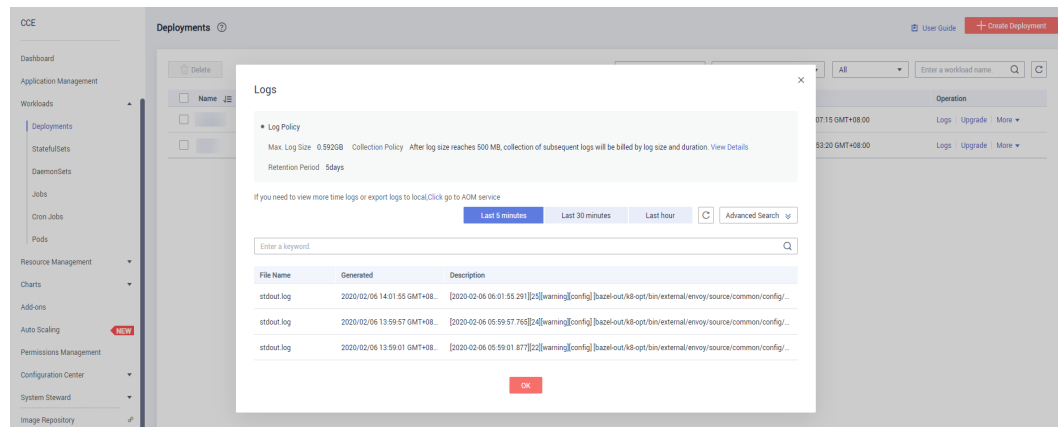 CCE
Dashboard
Application Management
Workloads
Deployments
StatefulSets
DaemonSets
Jobs
Cron Jobs
Pods
Resource Management
Charts
Add-ons
Auto Scaling NEW
Permissions Management
Configuration Center
System Steward
Image Repository
Deployments ?
User Guide
Create Deployment
Delete
All
Enter a workload name
Name
Operation
07:15 GMT+08:00 Logs Upgrade More
53:20 GMT+08:00 Logs Upgrade More
Logs
Log Policy
Max. Log Size 0.592GB Collection Policy After log size reaches 500 MB, collection of subsequent logs will be billed by log size and duration. View Details
Retention Period 5days
If you need to view more time logs or export logs to local,Click go to AOM service
Last 5 minutes Last 30 minutes Last hour Advanced Search
Enter a keyword.
File Name Generated Description
stdout.log 2020/02/06 14:01:55 GMT+08... [2020-02-06 06:01:55.291][25][warning][config] [bazel-out/k8-opt/bin/external/envoy/source/common/config/...
stdout.log 2020/02/06 13:59:57 GMT+08... [2020-02-06 05:59:57.765][24][warning][config] [bazel-out/k8-opt/bin/external/envoy/source/common/config/...
stdout.log 2020/02/06 13:59:01 GMT+08... [2020-02-06 05:59:01.877][22][warning][config] [bazel-out/k8-opt/bin/external/envoy/source/common/config/...
OK